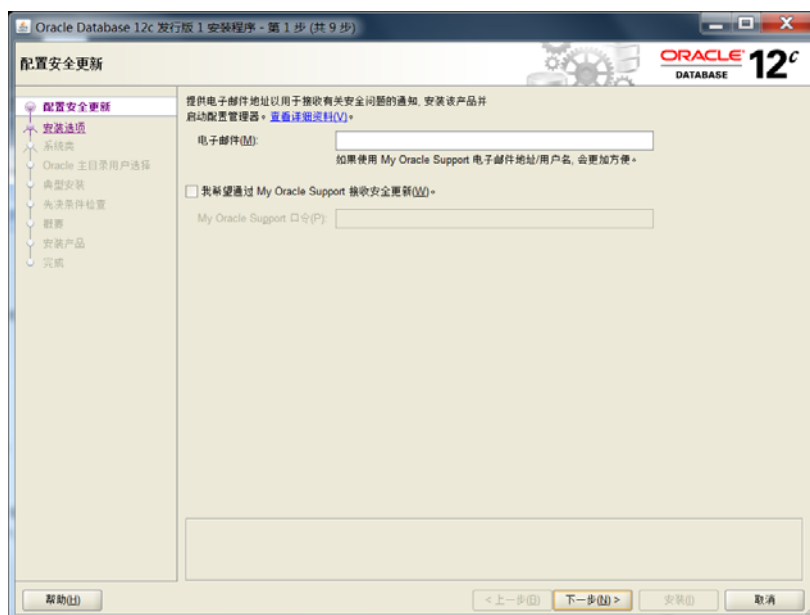 Oracle Database 12c 发行版 1 安装程序 - 第 1 步 (共 9 步)
配置安全更新
ORACLE
DATABASE
12c
配置安全更新
安装选项
系统类
Oracle 主目录用户选择
典型安装
先决条件检查
概要
安装产品
完成
提供电子邮件地址以用于接收有关安全问题的通知, 安装该产品并
启动配置管理器。查看详细资料(V)。
电子邮件(M):
如果使用 My Oracle Support 电子邮件地址/用户名, 会更加方便。
我希望通过 My Oracle Support 接收安全更新(W)。
My Oracle Support 口令(P):
帮助(H)
< 上一步(B)
下一步(N) >
安装(I)
取消